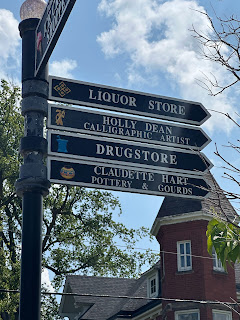 LIQUOR STORE
HOLLY DEAN
CALLIGRAPHIC ARTIST
DRUGSTORE
CLAUDETTE HART
POTTERY & GOURDS